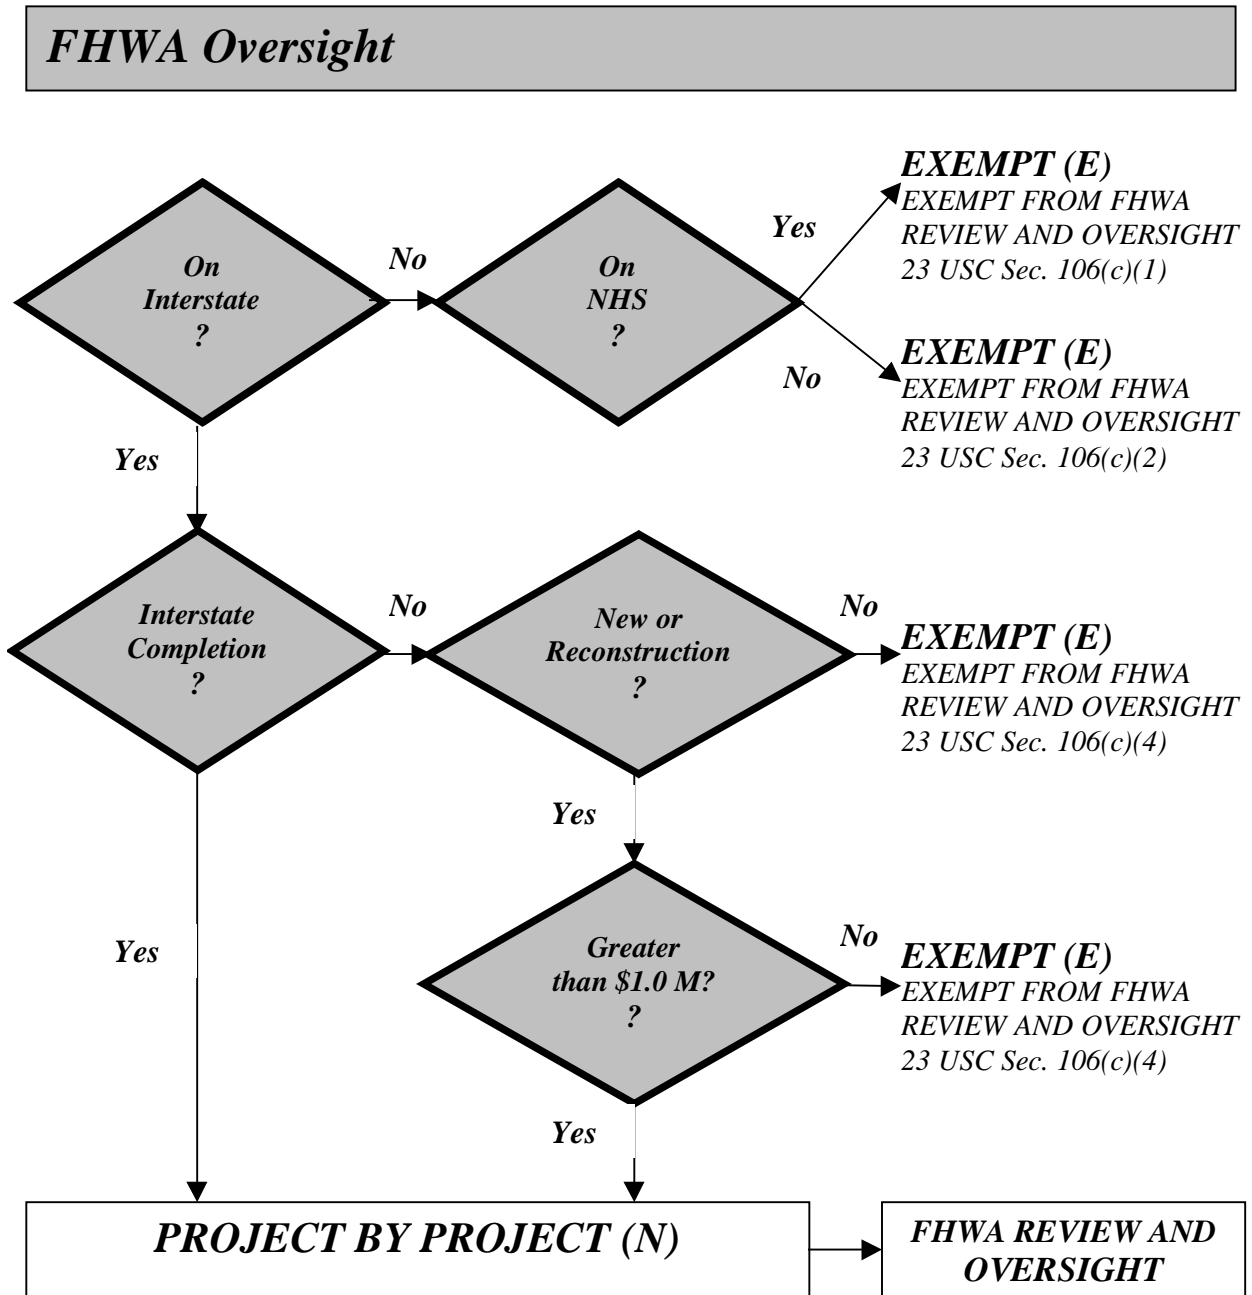 FHWA Oversight
On
Interstate
?
No
On
NHS
?
Yes
EXEMPT (E)
EXEMPT FROM FHWA
REVIEW AND OVERSIGHT
23 USC Sec. 106(c)(1)
No
EXEMPT (E)
EXEMPT FROM FHWA
REVIEW AND OVERSIGHT
23 USC Sec. 106(c)(2)
Yes
Interstate
Completion
?
No
New or
Reconstruction
?
No
EXEMPT (E)
EXEMPT FROM FHWA
REVIEW AND OVERSIGHT
23 USC Sec. 106(c)(4)
Yes
Yes
Greater
than $1.0 M?
?
No
EXEMPT (E)
EXEMPT FROM FHWA
REVIEW AND OVERSIGHT
23 USC Sec. 106(c)(4)
Yes
PROJECT BY PROJECT (N)
FHWA REVIEW AND
OVERSIGHT